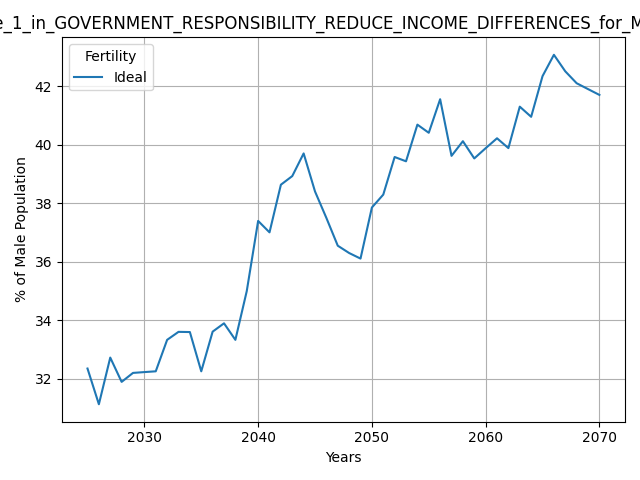 e_1_in_GOVERNMENT_RESPONSIBILITY_REDUCE_INCOME_DIFFERENCES_for_M
Fertility
Ideal
% of Male Population
42
40
38
36
34
32
2030
2040
2050
2060
2070
Years